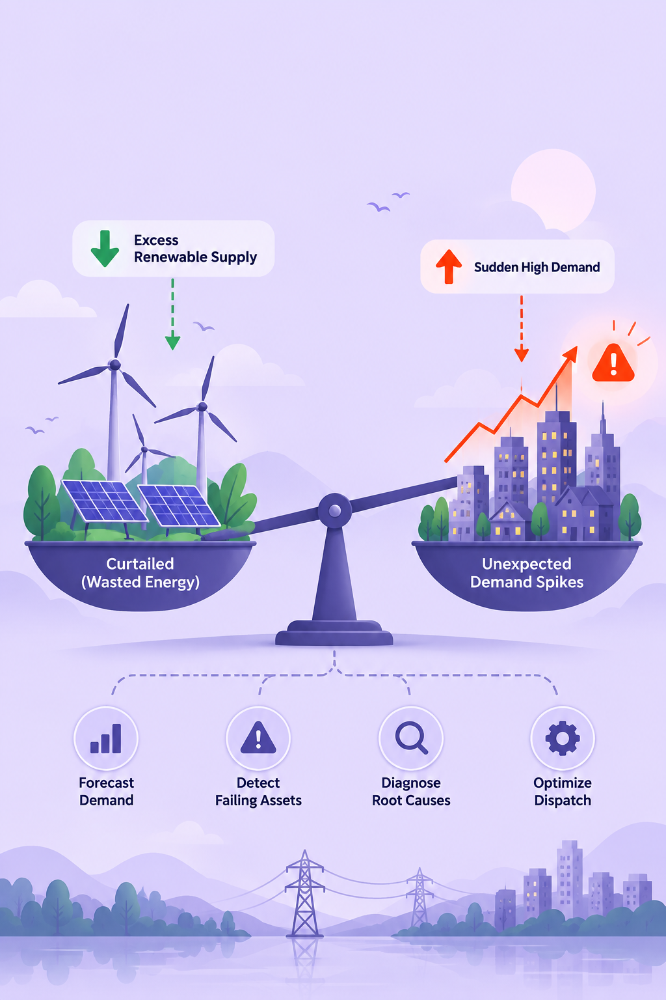 Excess
Renewable Supply
Sudden High Demand
Curtailed
(Wasted Energy)
Unexpected
Demand Spikes
Forecast
Demand
Detect
Failing Assets
Diagnose
Root Causes
Optimize
Dispatch